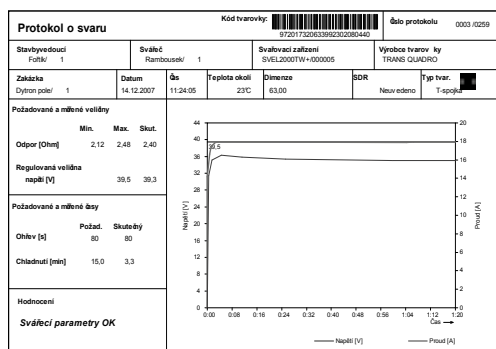 Protokol o svaru
Kód tvarovky:
97201732063399230208044​0
Číslo protokolu 0003 /0259
Stavbyvedoucí Svářeč Svařovací zařízení Výrobce tvarov ky
Foltík/ 1 Rambousek/ 1 SVEL2000TW+/000005 TRANS QUADRO
Zakázka Datum Čas Teplota okolí Dimenze SDR Typ tvar.
Dytron pole/ 1 14.12.2007 11:24:05 23°C 63,00 Neuv edeno T-spojka
Požadované a měřené veličiny
Min. Max. Skut.
Odpor [Ohm] 2,12 2,48 2,40
Regulovaná veličina
napětí [V] 39,5 39,3
Požadované a měřené časy
Požad. Skutečný
Ohřev [s] 80 80
Chladnutí [min] 15,0 3,3
Hodnocení
Svářecí parametry OK
44 40 36 32 28 24 20 16 12 8 4 0
Napětí [V]
39,5
20 18 16 14 12 10 8 6 4 2 0
Proud [A]
0:00 0:08 0:16 0:24 0:32 0:40 0:48 0:56 1:04 1:12 1:20
Čas
Napětí [V] Proud [A]